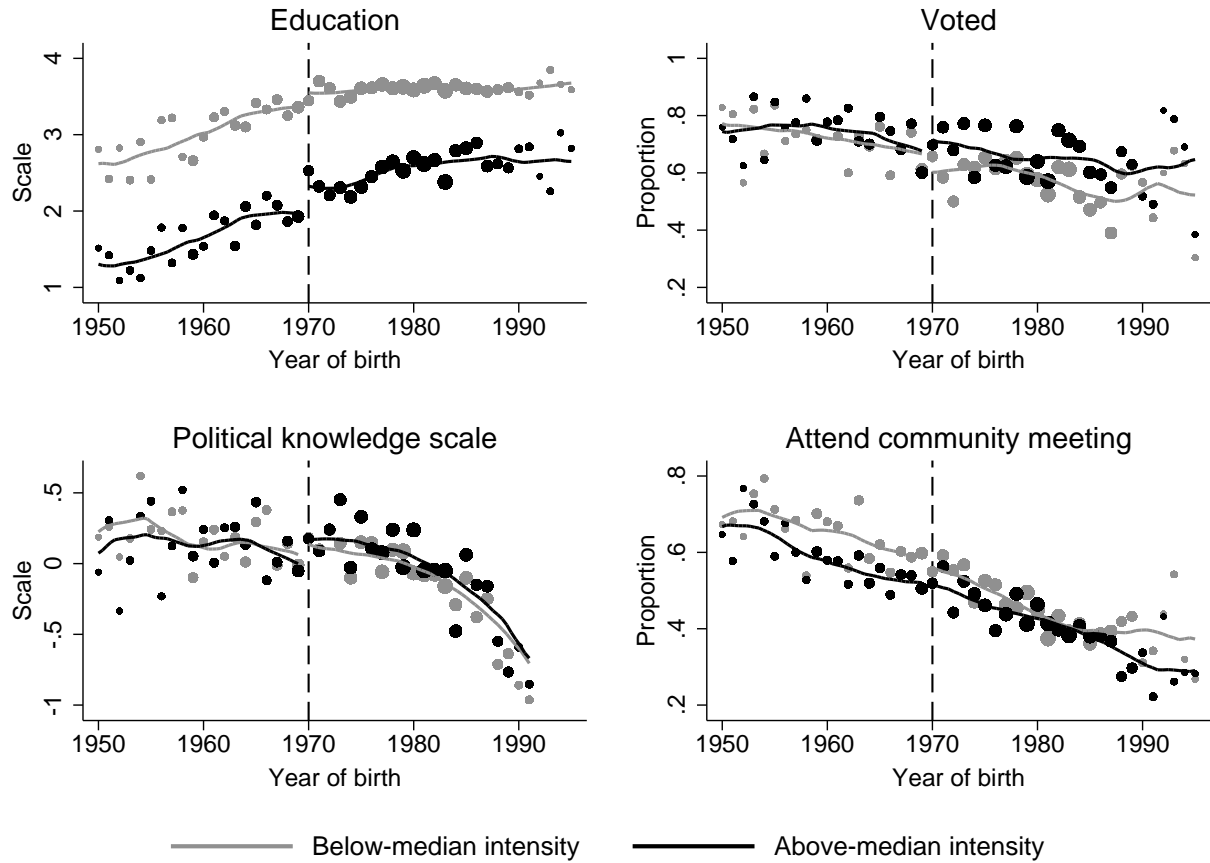 Education
Scale
4
3
2
1
1950 1960 1970 1980 1990
Year of birth
Voted
Proportion
1
.8
.6
.4
.2
1950 1960 1970 1980 1990
Year of birth
Political knowledge scale
Scale
.5
0
-.5
-1
1950 1960 1970 1980 1990
Year of birth
Attend community meeting
Proportion
.8
.6
.4
.2
1950 1960 1970 1980 1990
Year of birth
Below-median intensity Above-median intensity